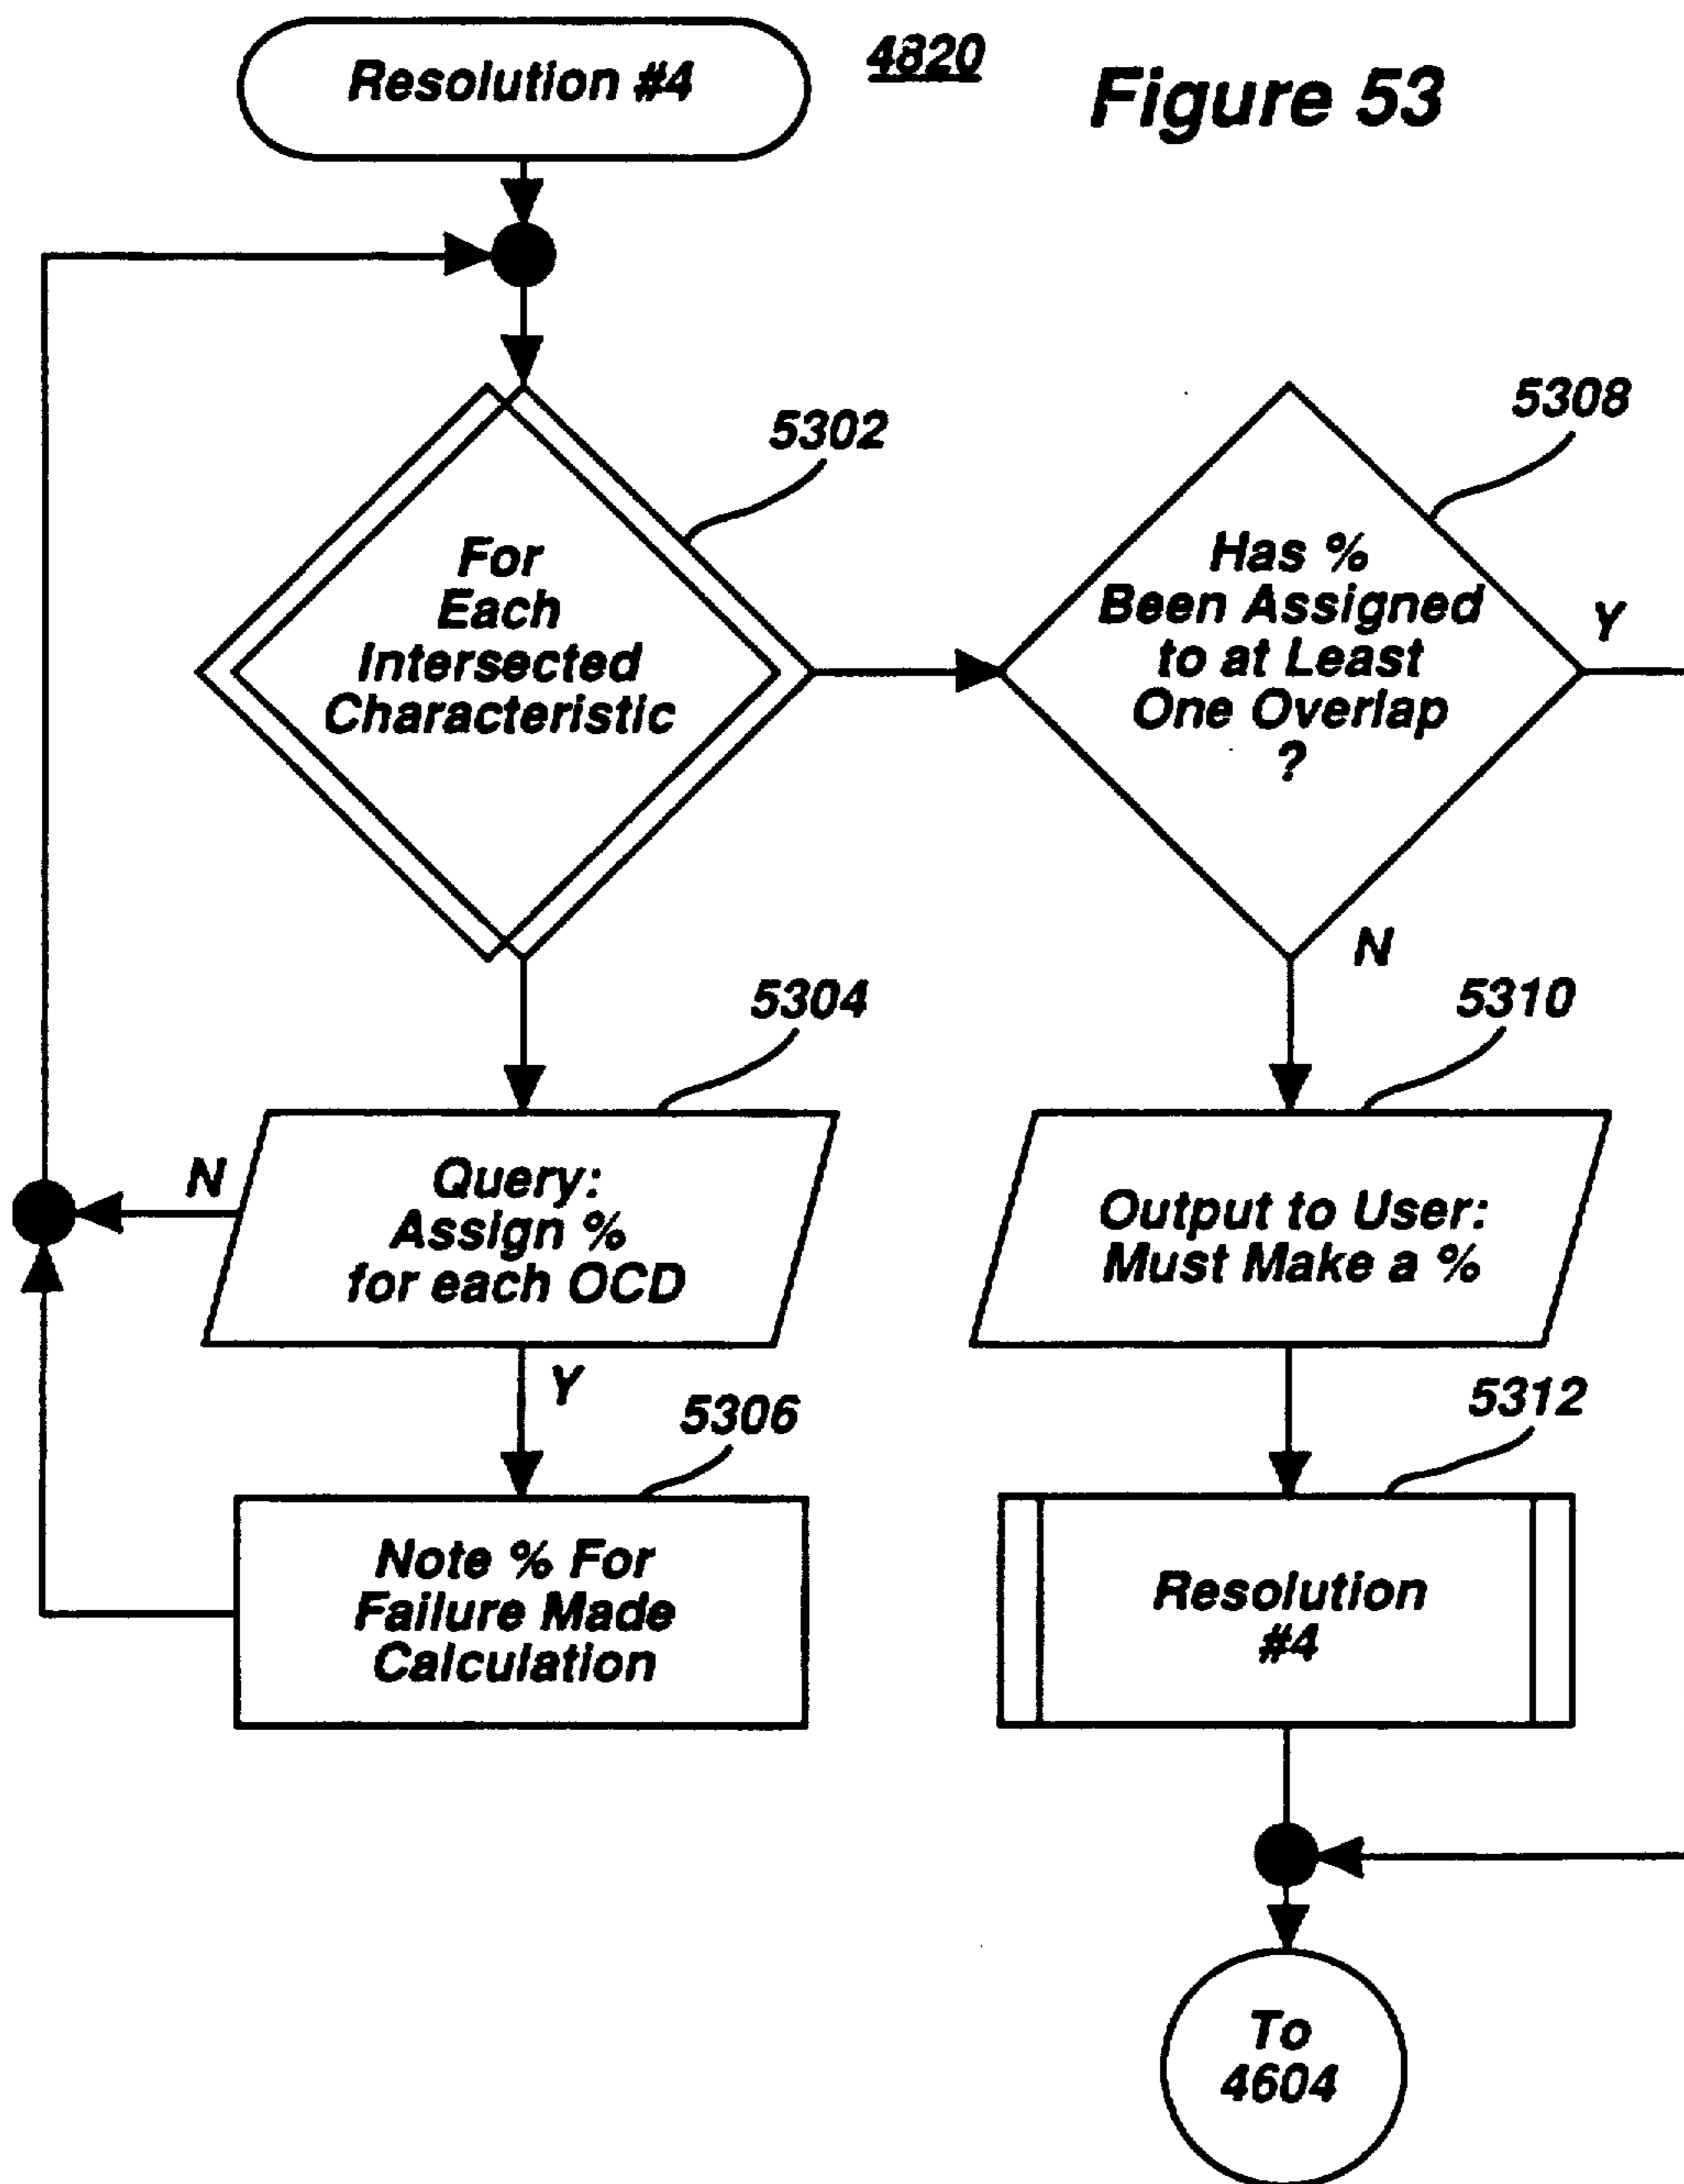 Resolution #4
4820
Figure 53
5302
For
Each
Intersected
Characteristic
5308
Has %
Been Assigned
to at Least
One Overlap
?
Y
N
5304
Query:
Assign %
for each OCD
N
Y
5310
Output to User:
Must Make a %
5306
Note % For
Failure Made
Calculation
5312
Resolution
#4
To
4604